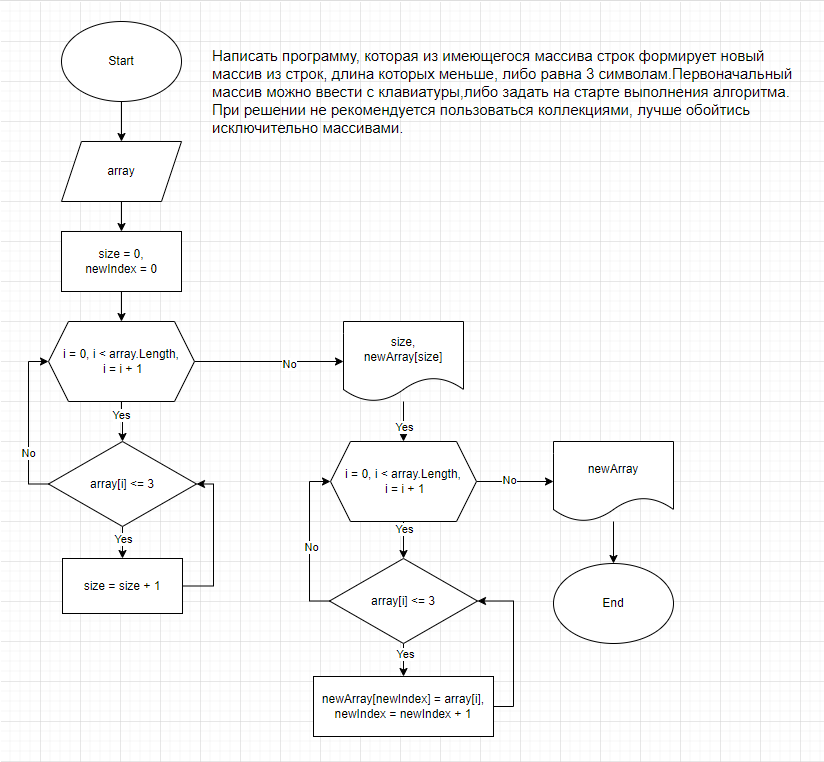 Start
Написать программу, которая из имеющегося массива строк формирует новый
массив из строк, длина которых меньше, либо равна 3 символам.Первоначальный
массив можно ввести с клавиатуры,либо задать на старте выполнения алгоритма.
При решении не рекомендуется пользоваться коллекциями, лучше обойтись
исключительно массивами.
array
size = 0,
newIndex = 0
i = 0, i < array.Length,
i = i + 1
No
size,
newArray[size]
Yes
No
array[i] <= 3
Yes
size = size + 1
Yes
i = 0, i < array.Length,
i = i + 1
No
newArray
Yes
No
array[i] <= 3
Yes
newArray[newIndex] = array[i],
newIndex = newIndex + 1
End